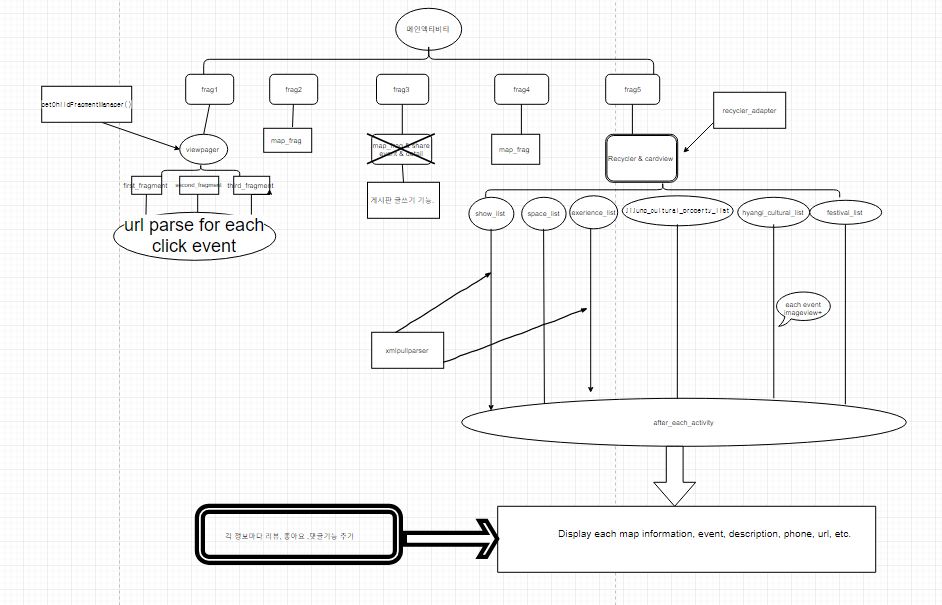 메인액티비티
frag1
frag2
frag3
frag4
frag5
getChildFragmentManager()
recycler_adapter
viewpager
map_frag
map_frag & share
event & detail
map_frag
Recycler & cardview
first_fragment
second_fragment
third_fragment
게시판 글쓰기 기능.
show_list
space_list
exerience_list
hyangi_cultural_list
festival_list
url parse for each
click event
each event
imageview+
xmlpullparser
after_each_activity
각 정보마다 리뷰, 좋아요 ,댓글기능 추가
Display each map information, event, description, phone, url, etc.